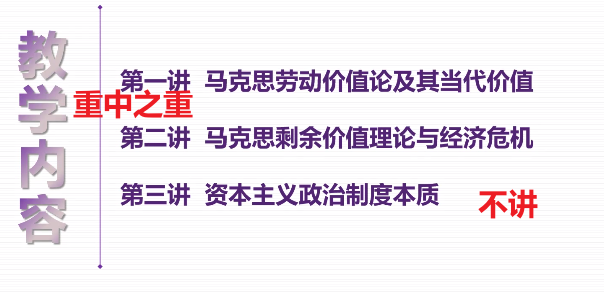 教学内容
第一讲 马克思劳动价值论及其当代价值
重中之重
第二讲 马克思剩余价值理论与经济危机
第三讲 资本主义政治制度本质
不讲